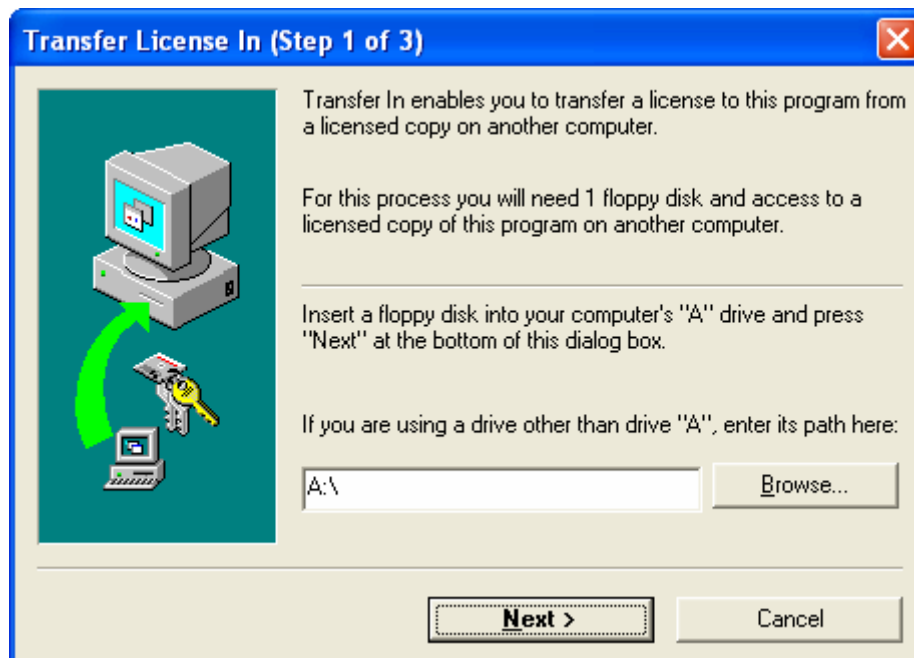 Transfer License In (Step 1 of 3)
Transfer In enables you to transfer a license to this program from
a licensed copy on another computer.
For this process you will need 1 floppy disk and access to a
licensed copy of this program on another computer.
Insert a floppy disk into your computer's "A" drive and press
"Next" at the bottom of this dialog box.
If you are using a drive other than drive "A", enter its path here:
A:\
Browse...
Next >
Cancel